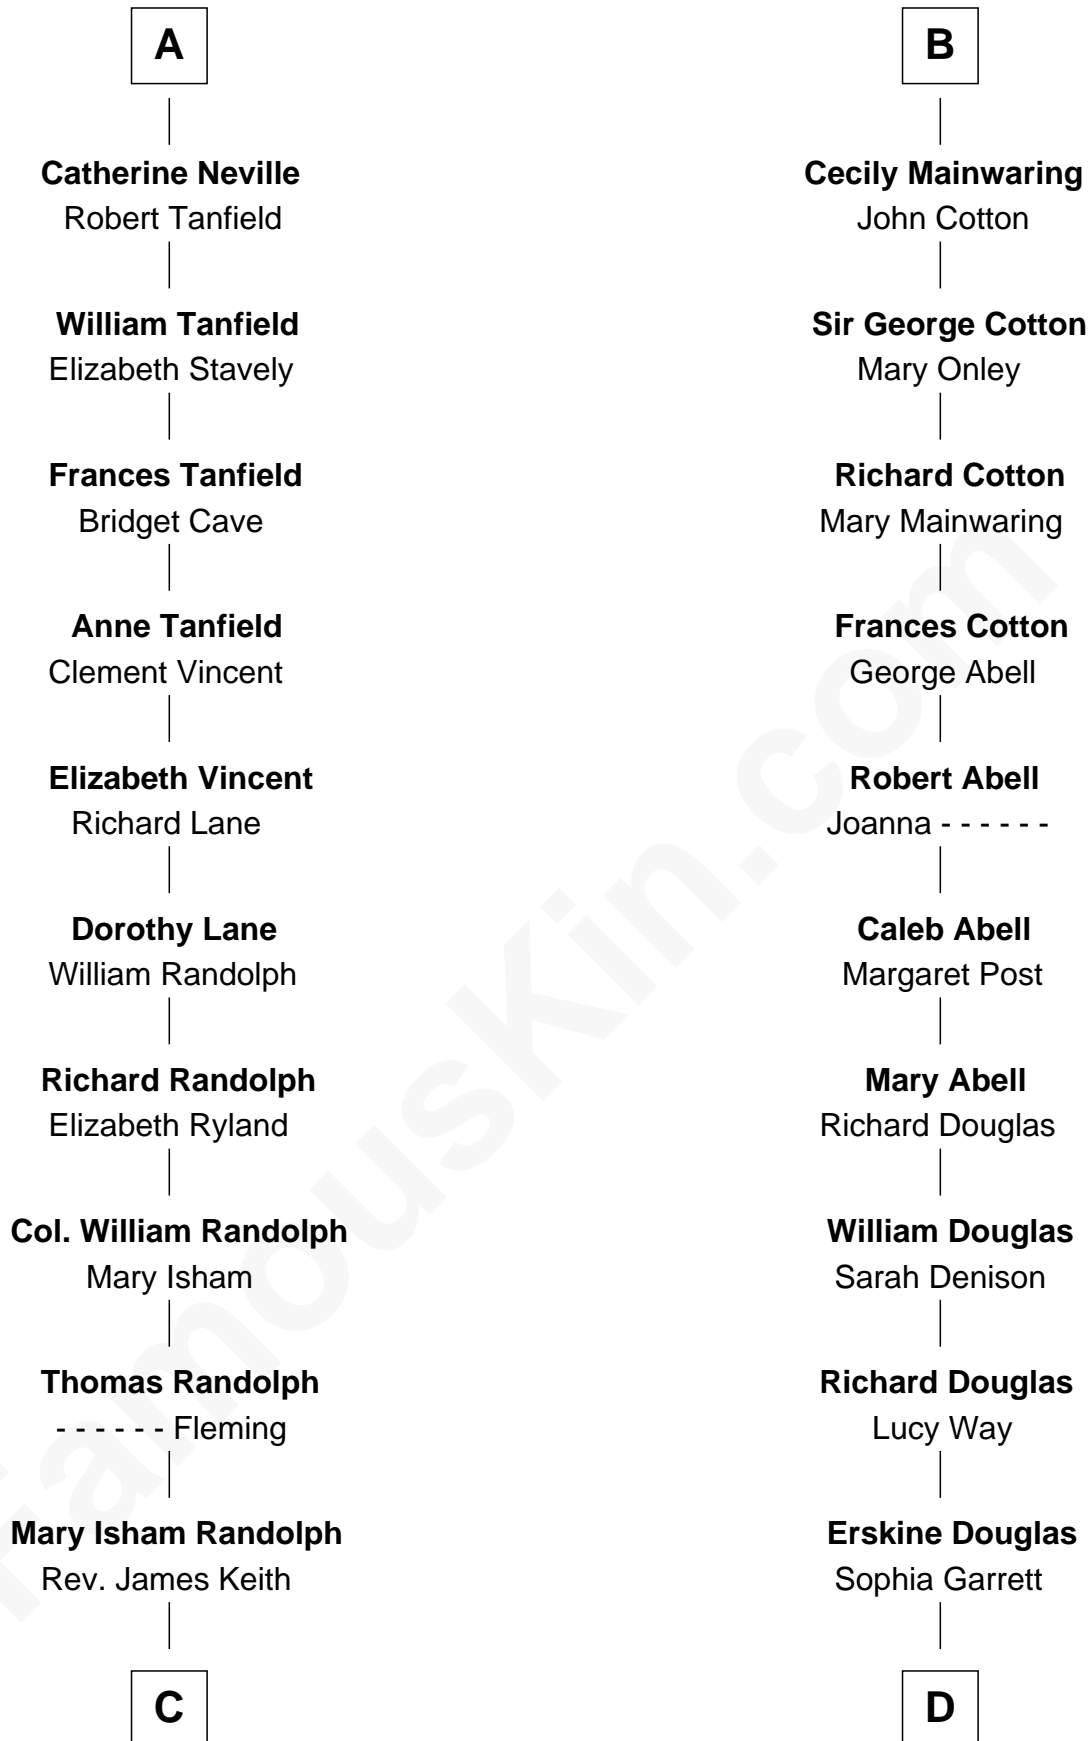 A
Catherine Neville
Robert Tanfield
William Tanfield
Elizabeth Stavely
Frances Tanfield
Bridget Cave
Anne Tanfield
Clement Vincent
Elizabeth Vincent
Richard Lane
Dorothy Lane
William Randolph
Richard Randolph
Elizabeth Ryland
Col. William Randolph
Mary Isham
Thomas Randolph
- - - - - - Fleming
Mary Isham Randolph
Rev. James Keith
C
B
Cecily Mainwaring
John Cotton
Sir George Cotton
Mary Onley
Richard Cotton
Mary Mainwaring
Frances Cotton
George Abell
Robert Abell
Joanna - - - - - -
Caleb Abell
Margaret Post
Mary Abell
Richard Douglas
William Douglas
Sarah Denison
Richard Douglas
Lucy Way
Erskine Douglas
Sophia Garrett
D
FamousKin.com